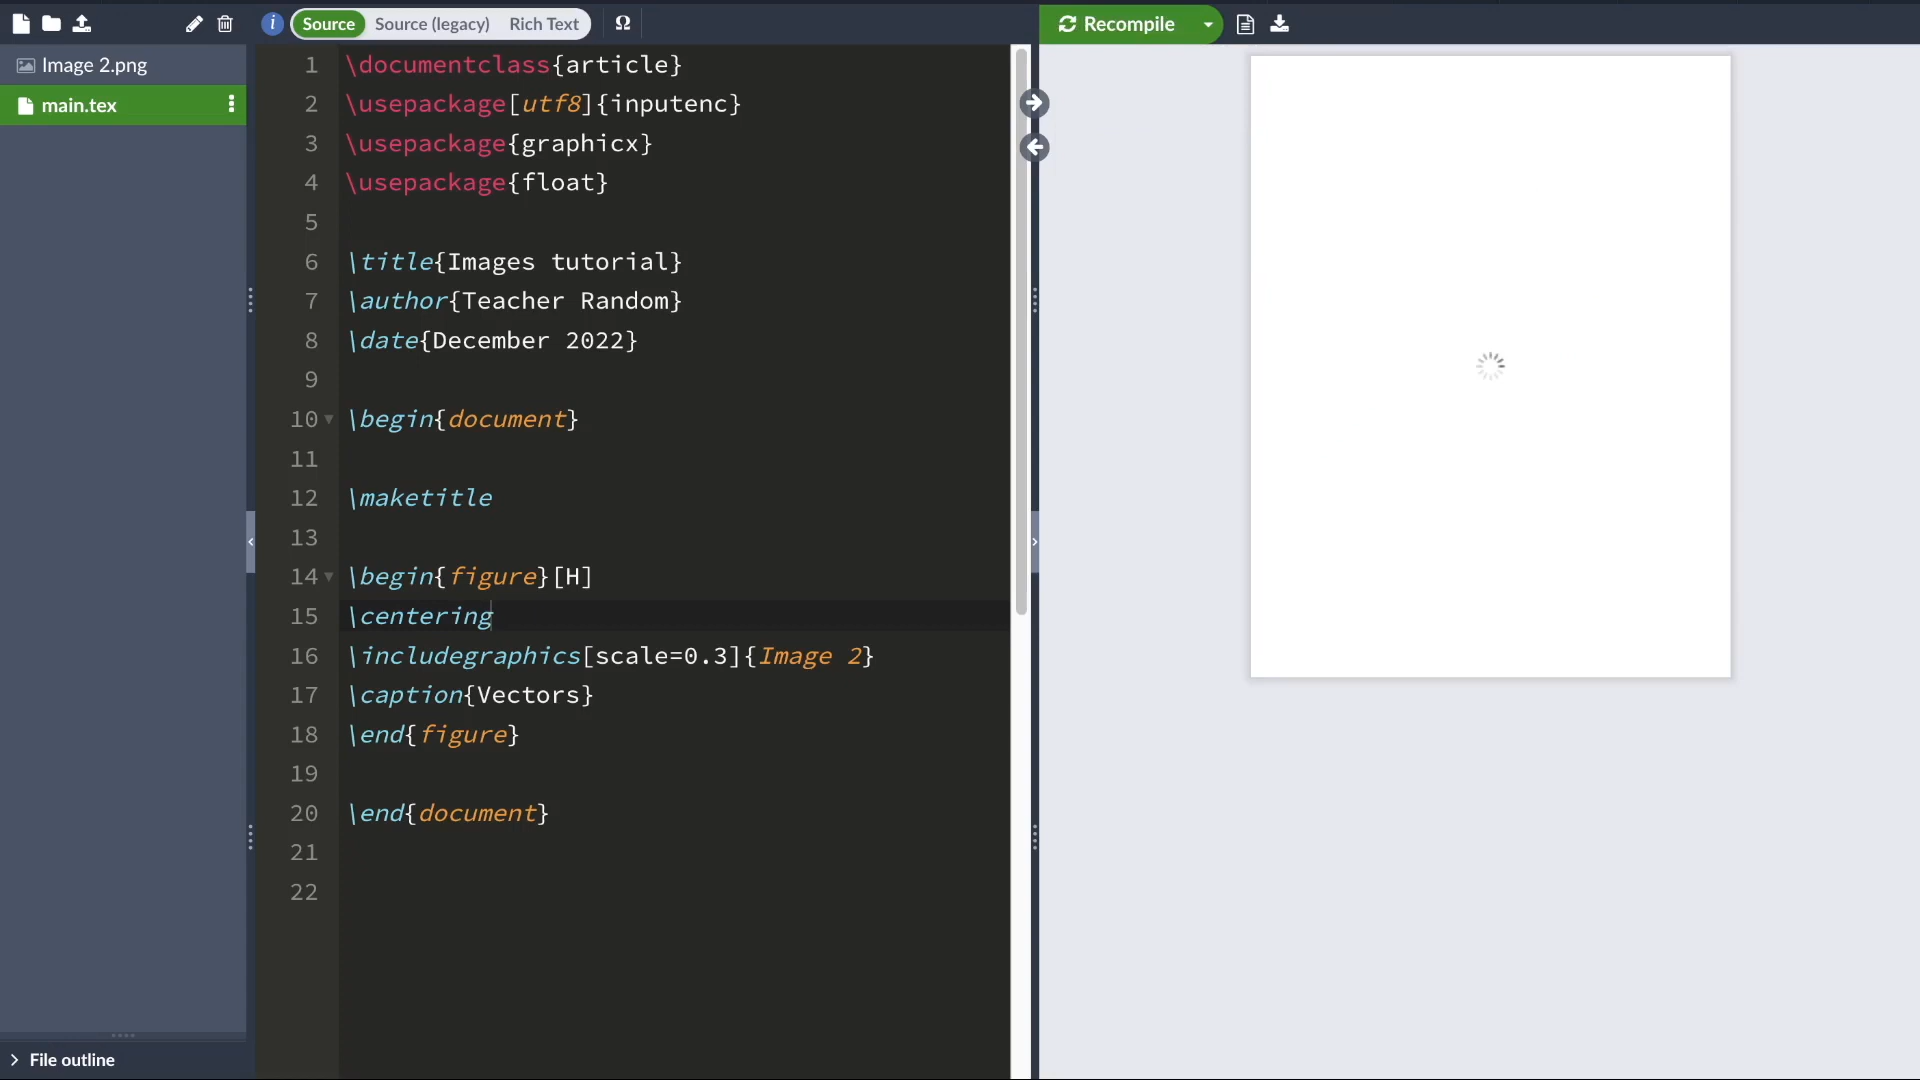 Source Source (legacy) Rich Text Ω
Recompile
Image 2.png
main.tex
1 \documentclass{article}
2 \usepackage[utf8]{inputenc}
3 \usepackage{graphicx}
4 \usepackage{float}
5
6 \title{Images tutorial}
7 \author{Teacher Random}
8 \date{December 2022}
9
10 \begin{document}
11
12 \maketitle
13
14 \begin{figure}[H]
15 \centering
16 \includegraphics[scale=0.3]{Image 2}
17 \caption{Vectors}
18 \end{figure}
19
20 \end{document}
21
22
File outline